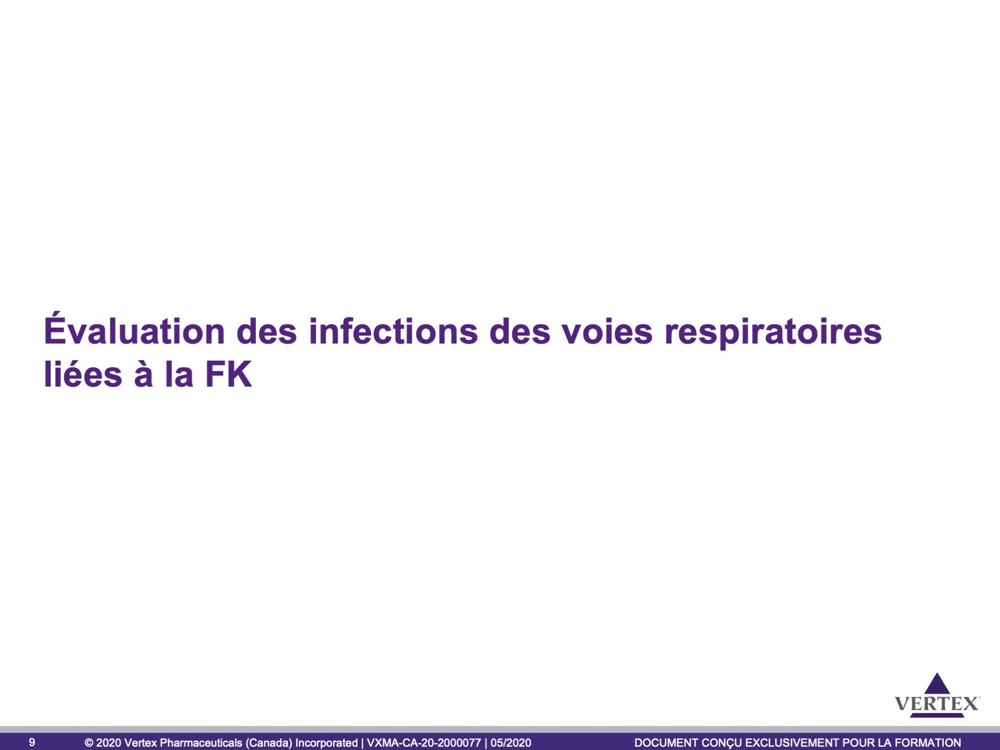 Évaluation des infections des voies respiratoires
liées à la FK
VERTEX
9 © 2020 Vertex Pharmaceuticals (Canada) Incorporated | VXMA-CA-20-2000077 | 05/2020 DOCUMENT CONÇU EXCLUSIVEMENT POUR LA FORMATION